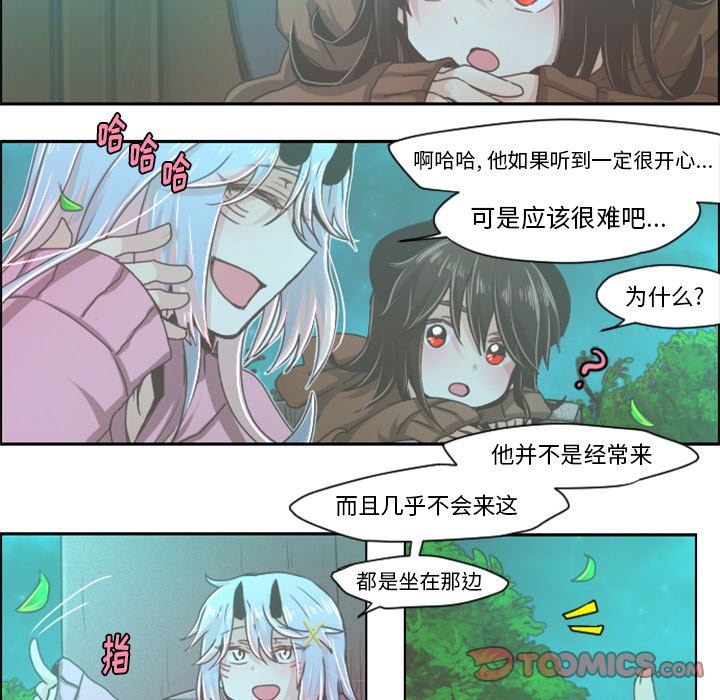 哈哈哈
啊哈哈, 他如果听到一定很开心...
可是应该很难吧...
为什么?
?
他并不是经常来
而且几乎不会来这
都是坐在那边
指
TOOMICS.COM